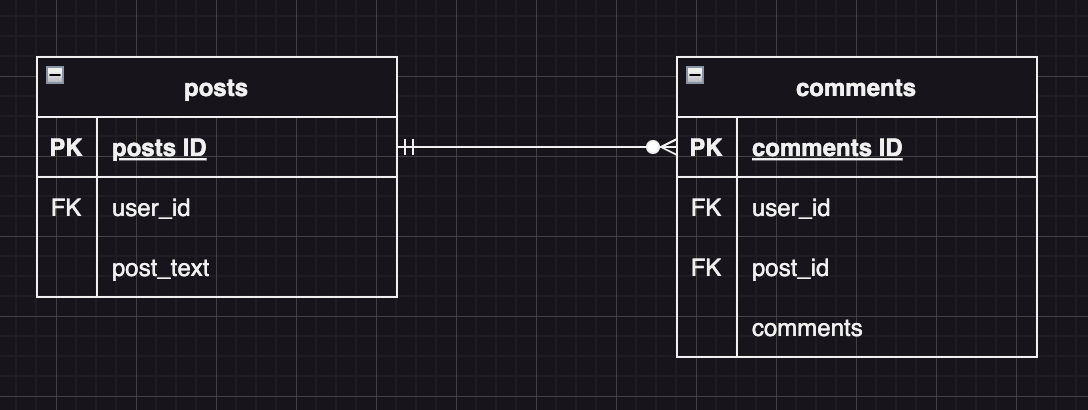 posts
PK posts ID
FK user_id
post_text
comments
PK comments ID
FK user_id
FK post_id
comments